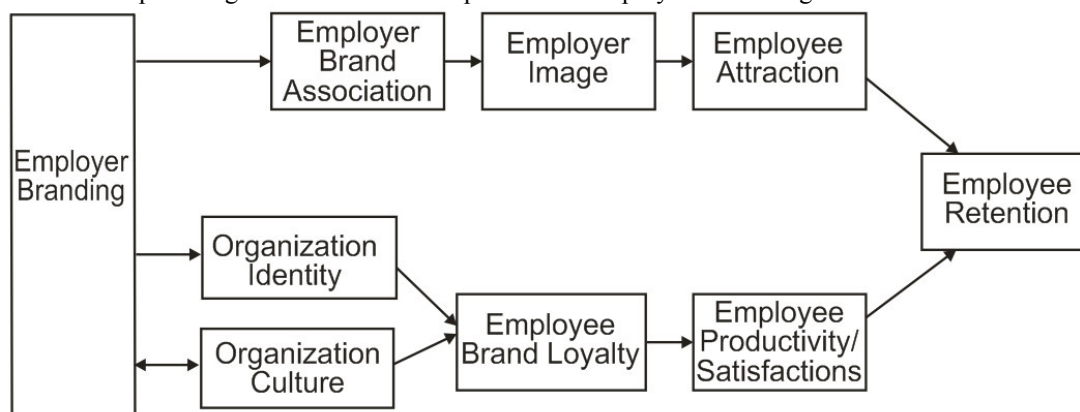 Employer
Brand
Association
Employer
Image
Employee
Attraction
Employer
Branding
Employee
Retention
Organization
Identity
Employee
Brand Loyalty
Employee
Productivity/
Satisfactions
Organization
Culture